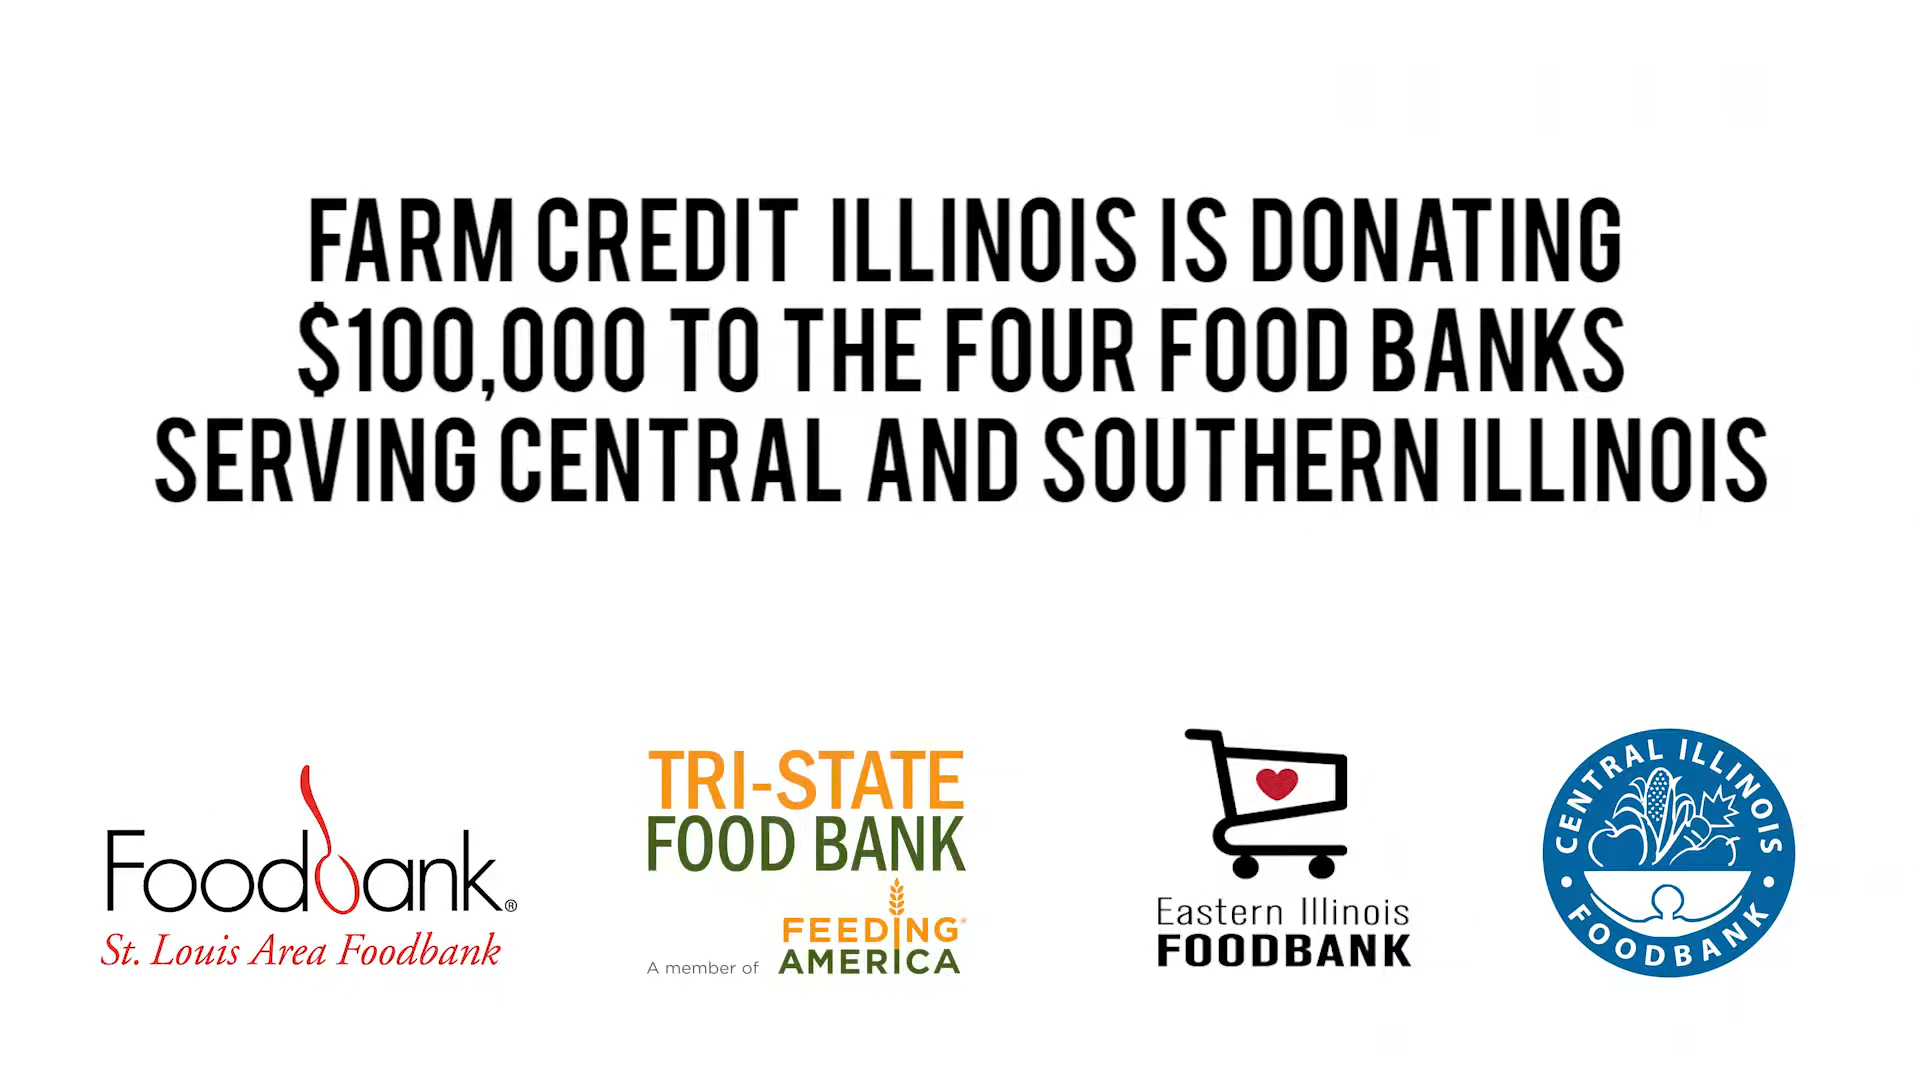 FARM CREDIT ILLINOIS IS DONATING
$100,000 TO THE FOUR FOOD BANKS
SERVING CENTRAL AND SOUTHERN ILLINOIS
Foodbank®
St. Louis Area Foodbank
TRI-STATE
FOOD BANK
A member of
FEEDING®
AMERICA
Eastern Illinois
FOODBANK
CENTRAL ILLINOIS
• FOODBANK •